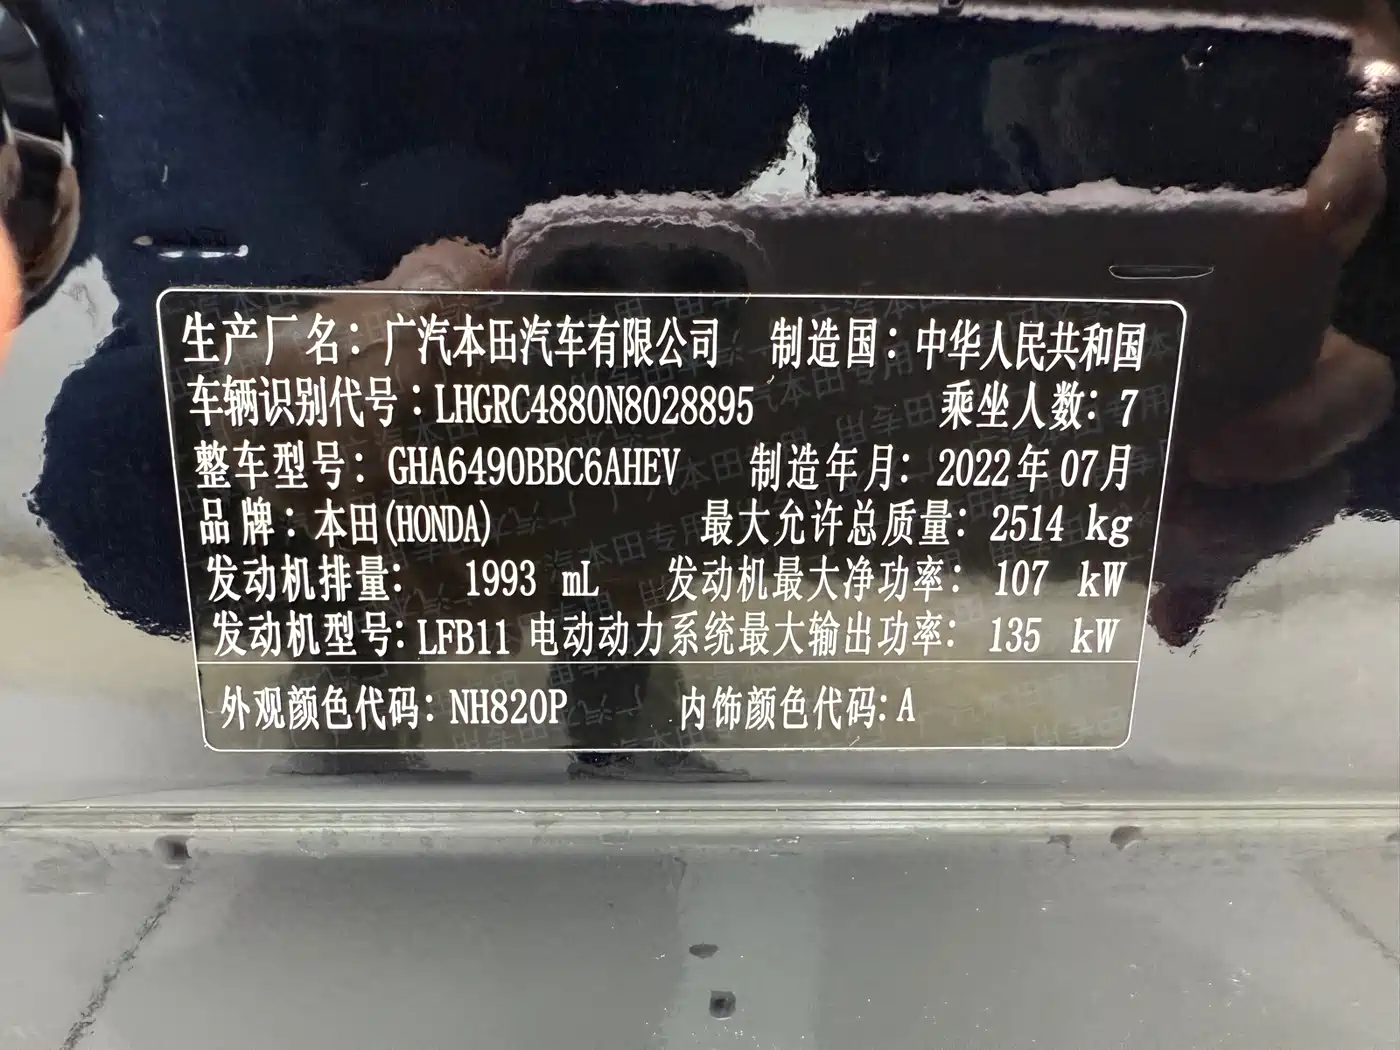 生产厂名：广汽本田汽车有限公司 制造国：中华人民共和国
车辆识别代号：LHGRC4880N8028895 乘坐人数：7
整车型号：GHA6490BBC6AHEV 制造年月：2022年07月
品牌：本田(HONDA) 最大允许总质量：2514 kg
发动机排量： 1993 mL 发动机最大净功率：107 kW
发动机型号：LFB11 电动动力系统最大输出功率：135 kW
外观颜色代码：NH820P 内饰颜色代码：A